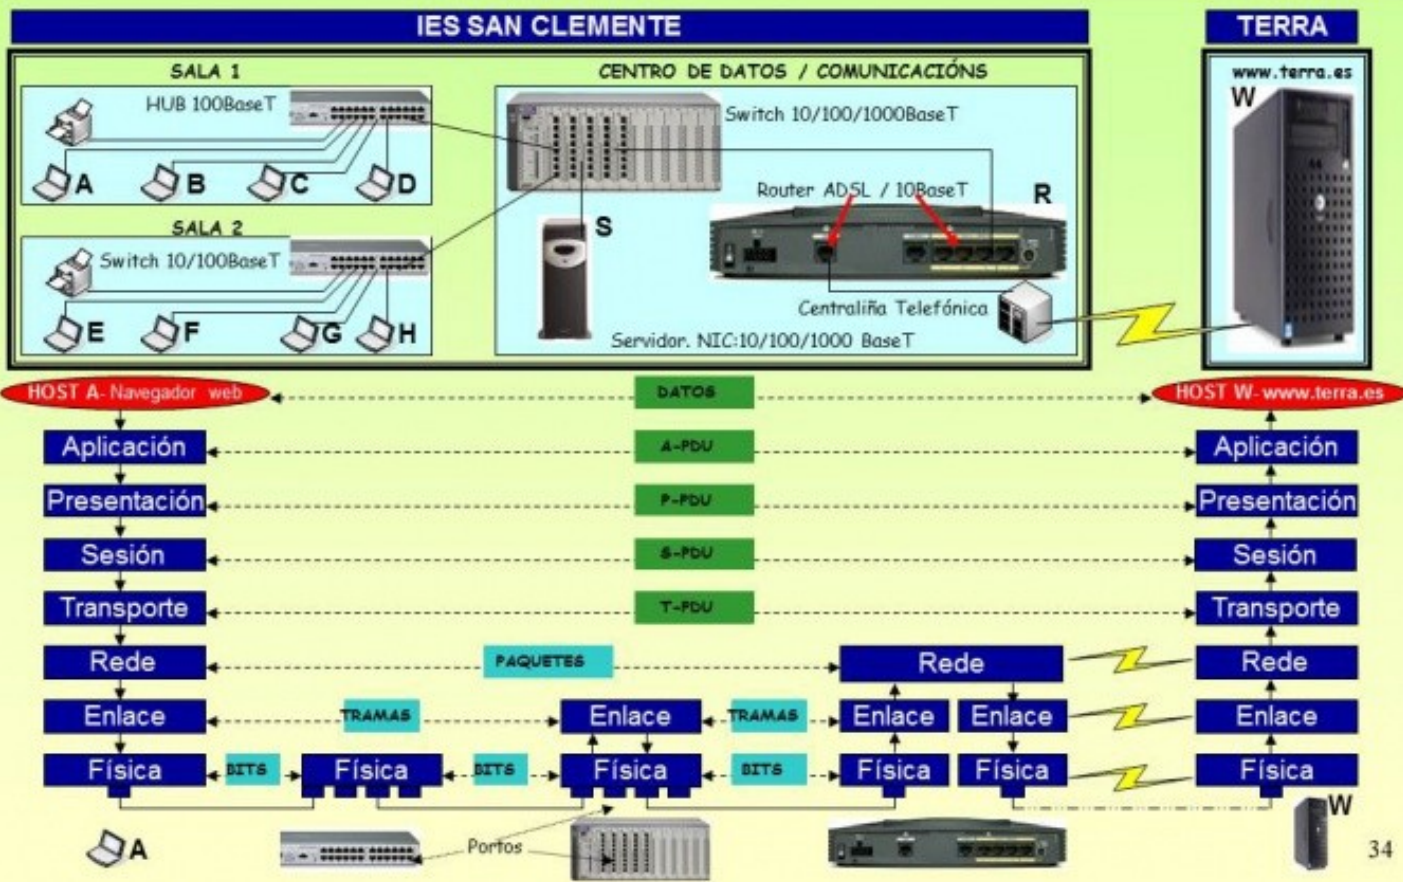 IES SAN CLEMENTE
TERRA
SALA 1
HUB 100BaseT
A
B
C
D
SALA 2
Switch 10/100BaseT
E
F
G
H
CENTRO DE DATOS / COMUNICACIÓNS
Switch 10/100/1000BaseT
Router ADSL / 10BaseT
R
S
Centraliña Telefónica
Servidor. NIC:10/100/1000 BaseT
www.terra.es
W
HOST A- Navegador web
DATOS
HOST W- www.terra.es
Aplicación
A-PDU
Aplicación
Presentación
P-PDU
Presentación
Sesión
S-PDU
Sesión
Transporte
T-PDU
Transporte
Rede
PAQUETES
Rede
Rede
Enlace
TRAMAS
Enlace
TRAMAS
Enlace
Enlace
Enlace
Física
BITS
Física
BITS
Física
BITS
Física
Física
Física
A
Portos
W
34